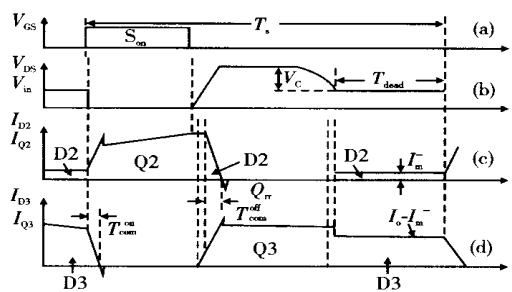 V_GS
S_on
T_s
(a)
V_DS
V_in
V_C
T_dead
(b)
I_D2
I_Q2
D2
Q2
D2
D2
I_m^-
(c)
I_D3
I_Q3
T_com^on
Q_rr
T_com^off
Q3
I_o-I_m^-
(d)
D3
D3